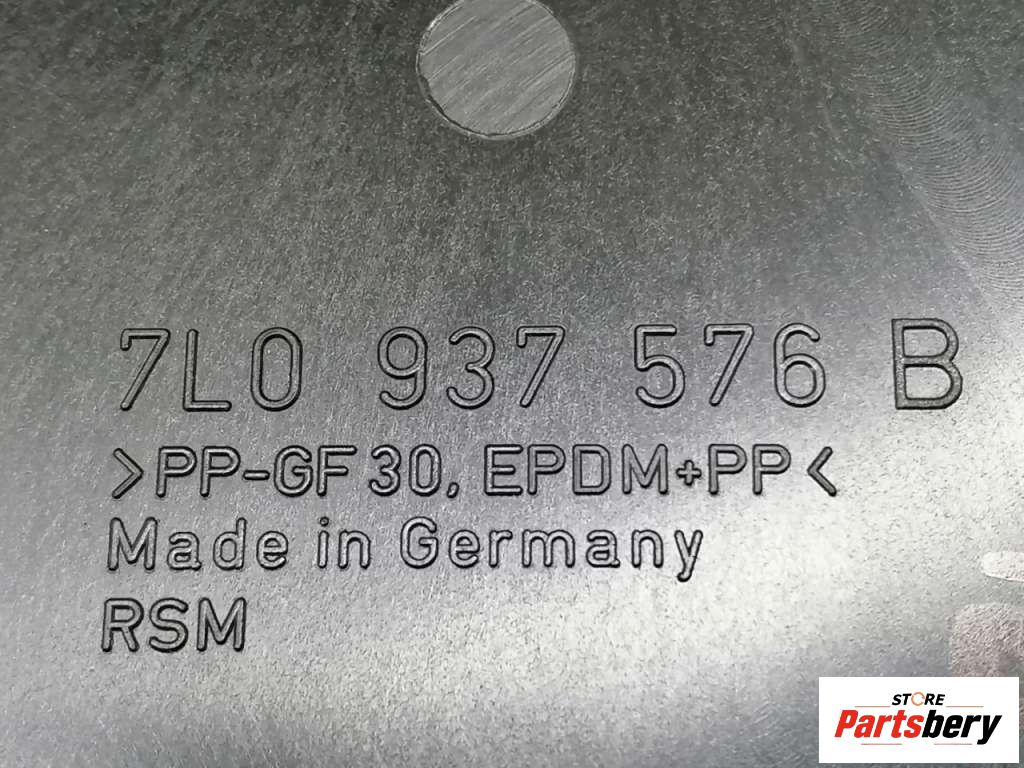 7L0 937 576 B
>PP-GF 30, EPDM+PP<
Made in Germany
RSM
STORE
Partsbery